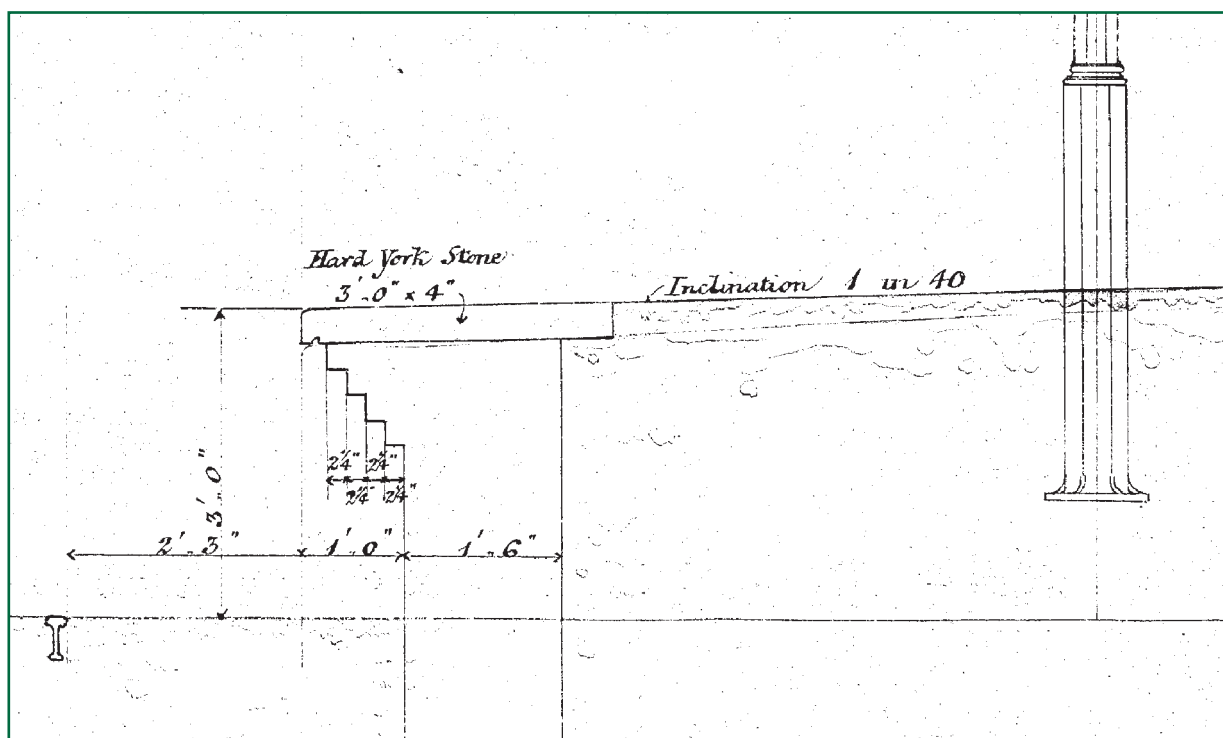 Hard York Stone
3'-0" x 4"
Inclination 1 in 40
3'-0"
2¼" 2¼"
2¼" 2¼"
2'-3" 1'-0" 1'-6"